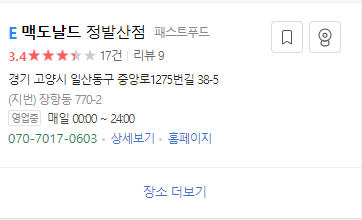 E 맥도날드 정발산점 패스트푸드
3.4 ★★★★★ 17건 | 리뷰 9
경기 고양시 일산동구 중앙로1275번길 38-5
(지번) 장항동 770-2
영업중 매일 00:00 ~ 24:00
070-7017-0603 • 상세보기 • 홈페이지
장소 더보기